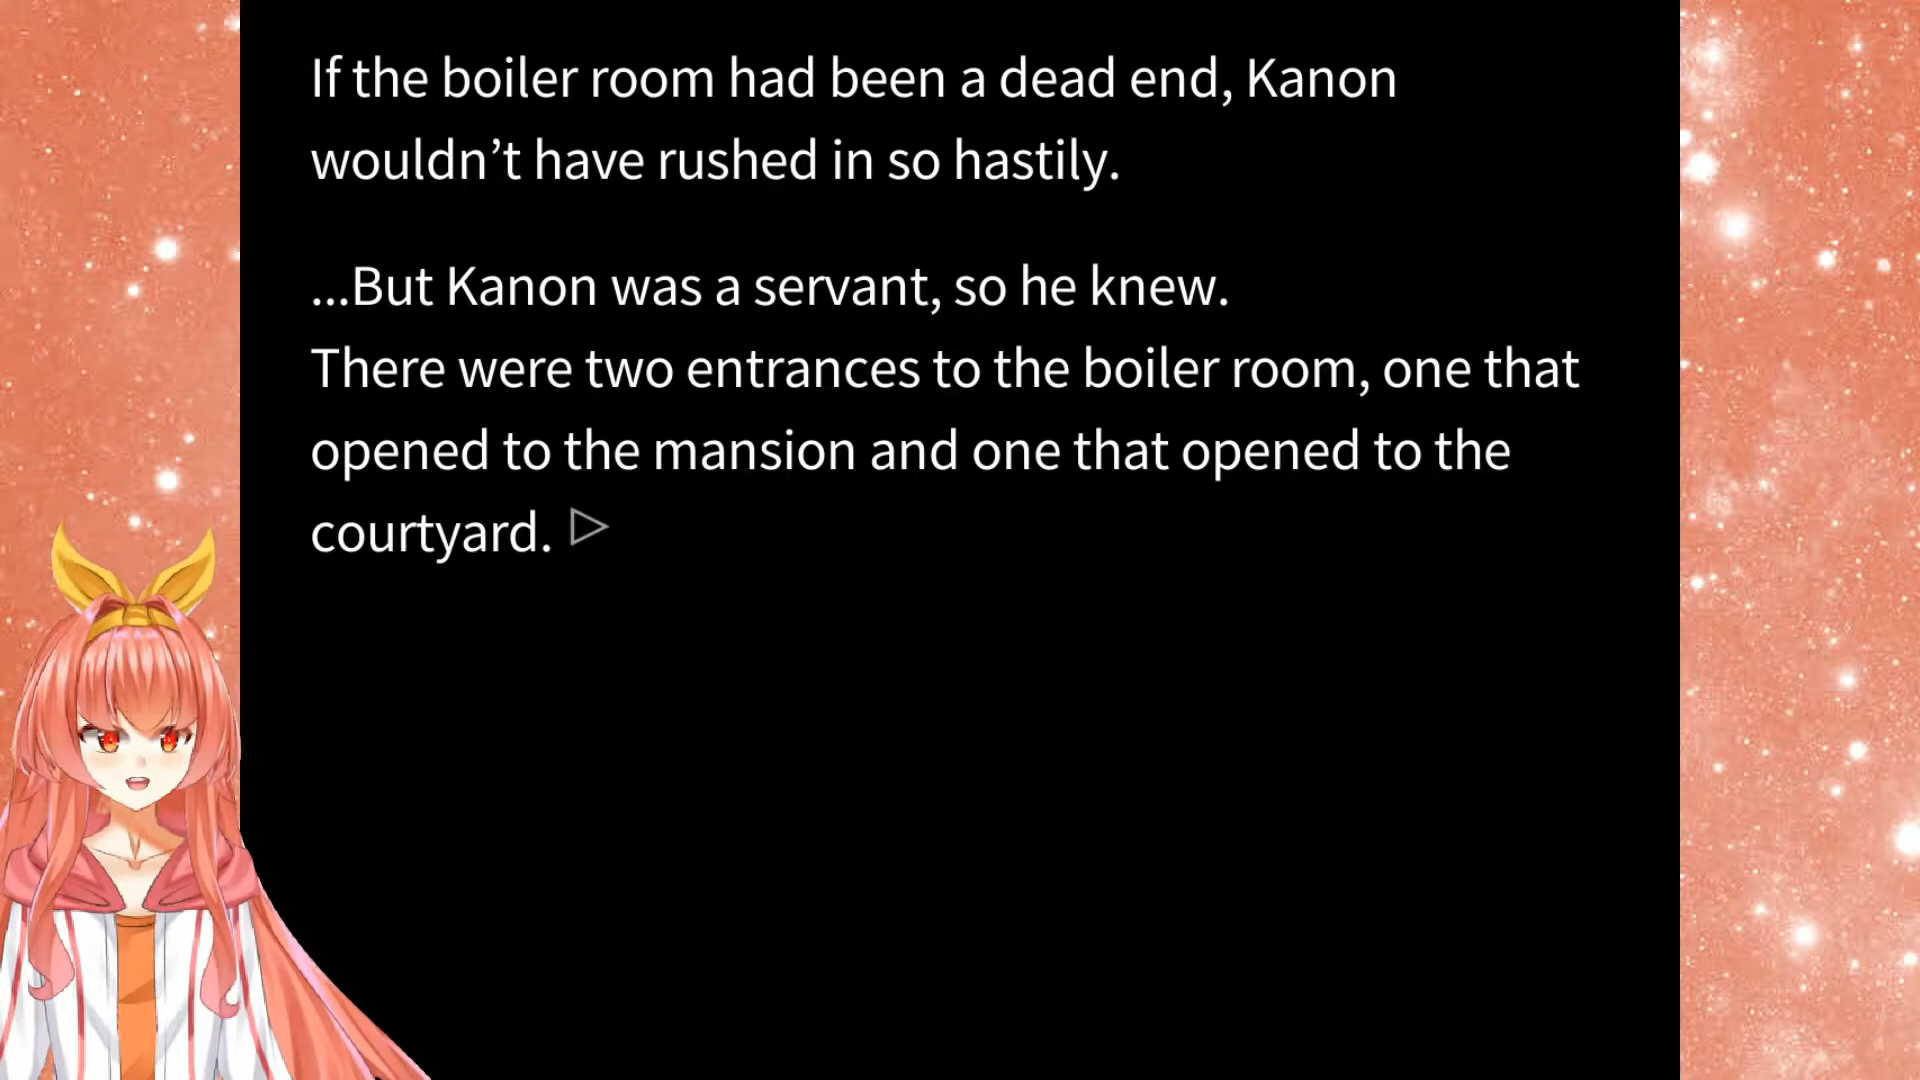 If the boiler room had been a dead end, Kanon
wouldn’t have rushed in so hastily.
...But Kanon was a servant, so he knew.
There were two entrances to the boiler room, one that
opened to the mansion and one that opened to the
courtyard.